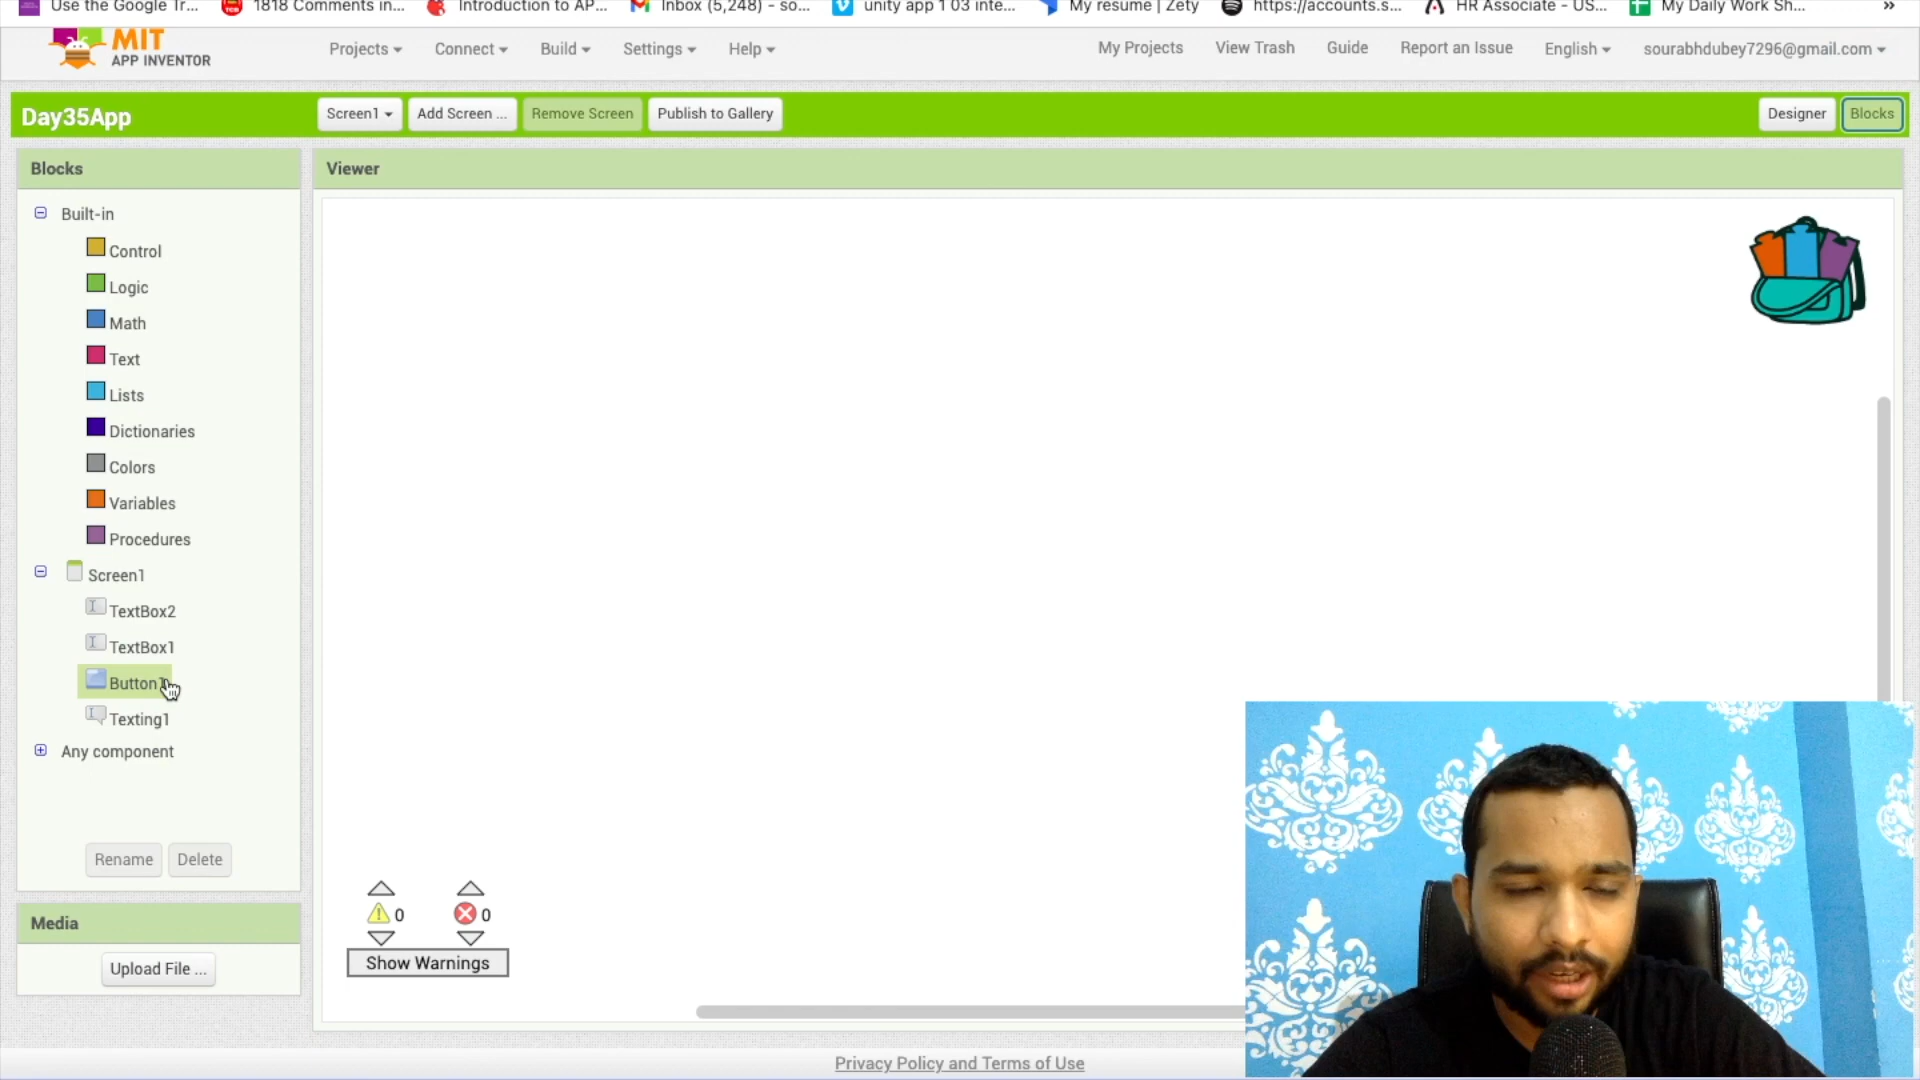 Use the Google Tr... 1818 Comments in... Introduction to AP... Inbox (5,248) – so... unity app 1 03 inte... My resume | Zety https://accounts.s... HR Associate - US... My Daily Work Sh... »
MIT
APP INVENTOR
Projects Connect Build Settings Help My Projects View Trash Guide Report an Issue English sourabhdubey7296@gmail.com
Day35App Screen1 Add Screen ... Remove Screen Publish to Gallery Designer Blocks
Blocks
Viewer
Built-in
Control
Logic
Math
Text
Lists
Dictionaries
Colors
Variables
Procedures
Screen1
TextBox2
TextBox1
Button1
Texting1
Any component
Rename Delete
Media
Upload File ...
0 0
Show Warnings
Privacy Policy and Terms of Use